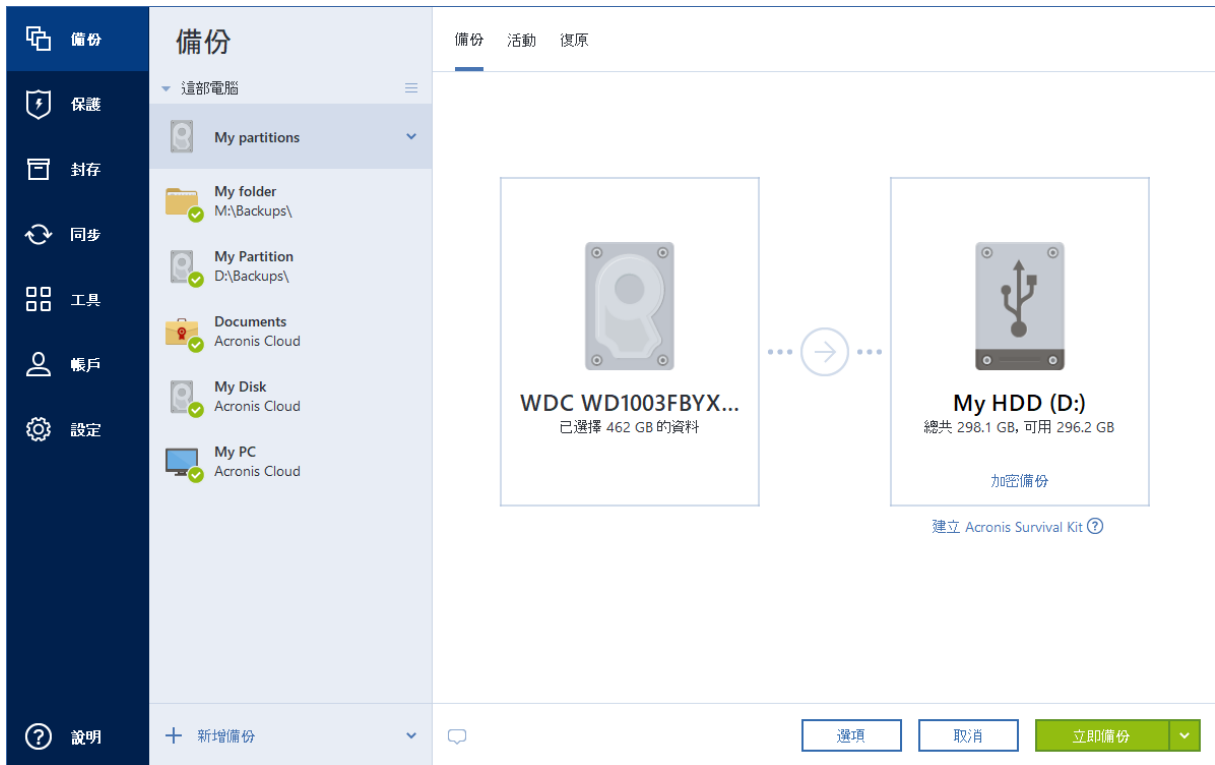 備份
保護
封存
同步
工具
帳戶
設定
說明
備份
這部電腦
My partitions
My folder
M:\Backups\
My Partition
D:\Backups\
Documents
Acronis Cloud
My Disk
Acronis Cloud
My PC
Acronis Cloud
新增備份
備份 活動 復原
WDC WD1003FBYX...
已選擇 462 GB 的資料
My HDD (D:)
總共 298.1 GB, 可用 296.2 GB
加密備份
建立 Acronis Survival Kit ?
選項 取消 立即備份